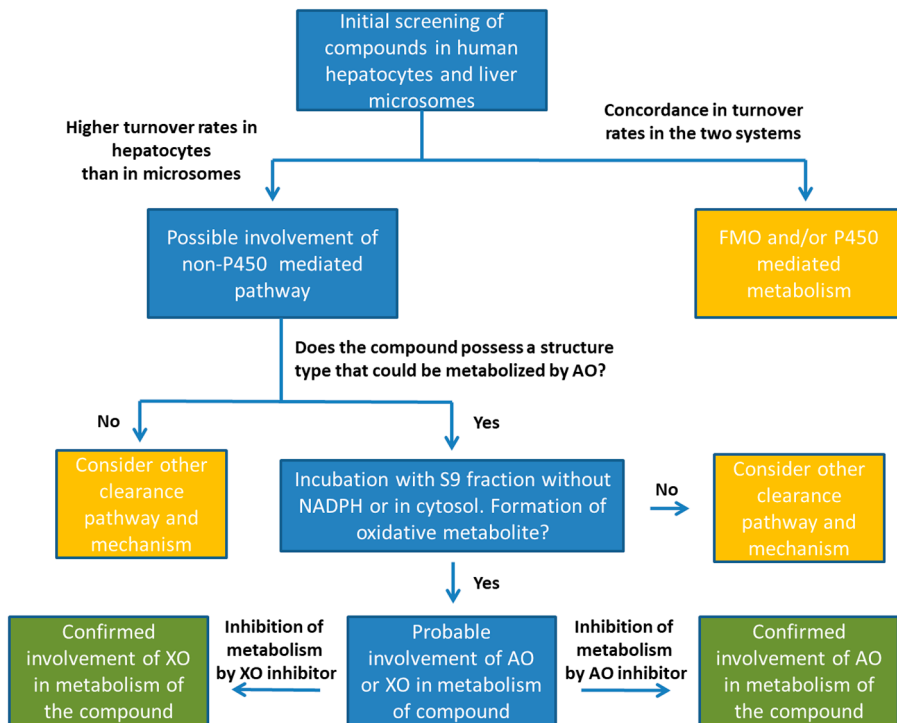 Initial screening of
compounds in human
hepatocytes and liver
microsomes
Higher turnover rates in
hepatocytes
than in microsomes
Concordance in turnover
rates in the two systems
Possible involvement of
non-P450 mediated
pathway
FMO and/or P450
mediated
metabolism
Does the compound possess a structure
type that could be metabolized by AO?
No
Yes
Consider other
clearance
pathway and
mechanism
Incubation with S9 fraction without
NADPH or in cytosol. Formation of
oxidative metabolite?
No
Consider other
clearance
pathway and
mechanism
Yes
Confirmed
involvement of XO
in metabolism of
the compound
Inhibition of
metabolism
by XO inhibitor
Probable
involvement of AO
or XO in metabolism
of compound
Inhibition of
metabolism
by AO inhibitor
Confirmed
involvement of AO
in metabolism of
the compound